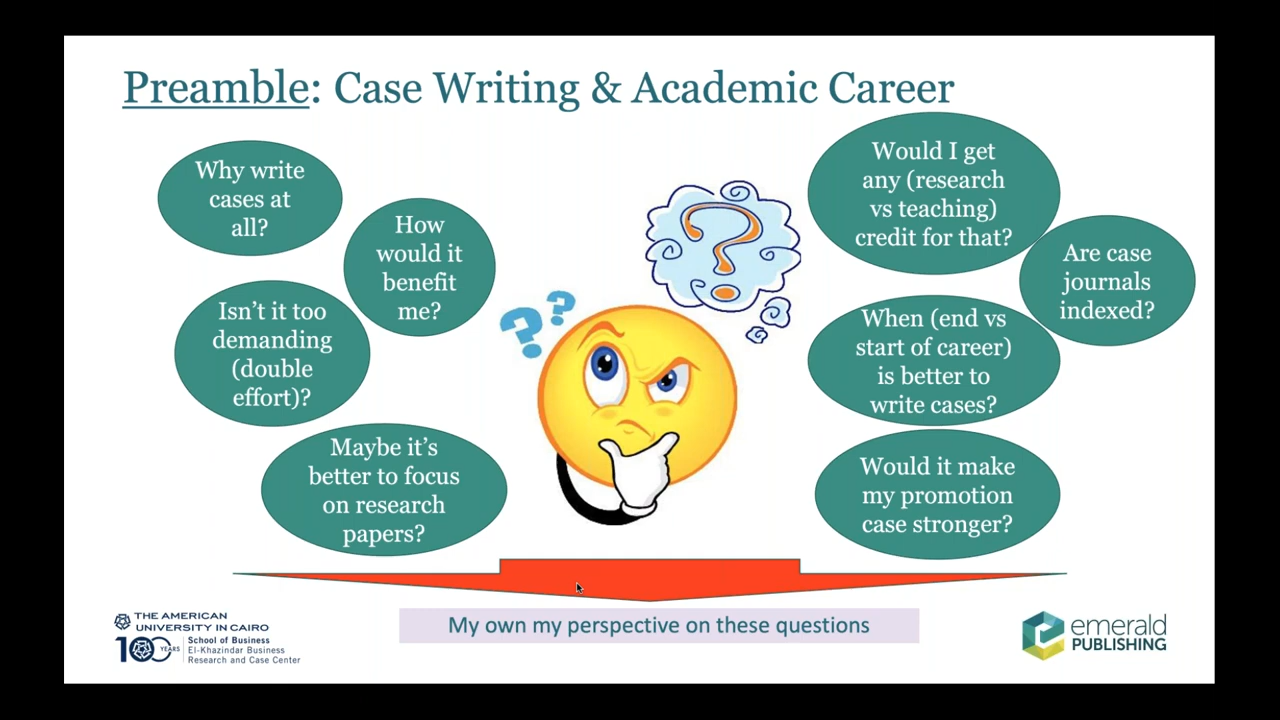 Preamble: Case Writing & Academic Career
Why write
cases at
all?
How
would it
benefit
me?
Isn't it too
demanding
(double
effort)?
Maybe it's
better to focus
on research
papers?
? ?
?
Would I get
any (research
vs teaching)
credit for that?
Are case
journals
indexed?
When (end vs
start of career)
is better to
write cases?
Would it make
my promotion
case stronger?
My own my perspective on these questions
THE AMERICAN
UNIVERSITY IN CAIRO
100 YEARS
School of Business
El-Khazindar Business
Research and Case Center
emerald
PUBLISHING